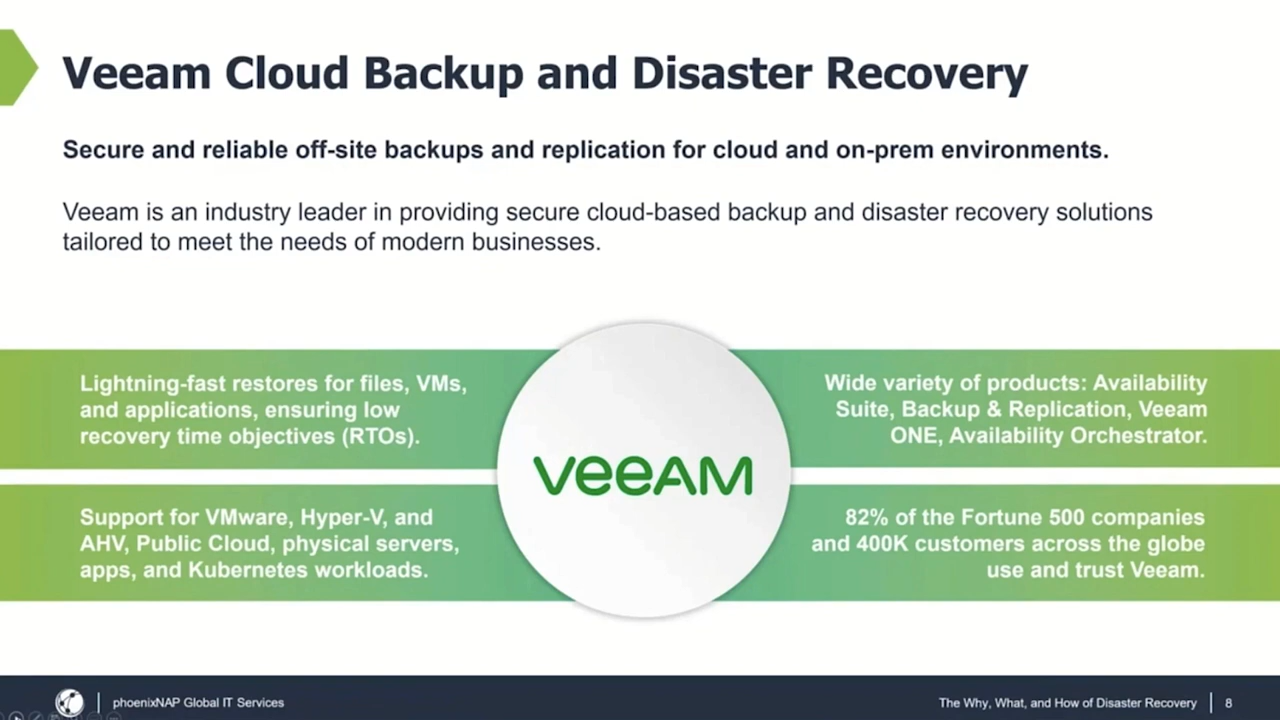 Veeam Cloud Backup and Disaster Recovery
Secure and reliable off-site backups and replication for cloud and on-prem environments.
Veeam is an industry leader in providing secure cloud-based backup and disaster recovery solutions
tailored to meet the needs of modern businesses.
Lightning-fast restores for files, VMs,
and applications, ensuring low
recovery time objectives (RTOs).
Support for VMware, Hyper-V, and
AHV, Public Cloud, physical servers,
apps, and Kubernetes workloads.
veeAM
Wide variety of products: Availability
Suite, Backup & Replication, Veeam
ONE, Availability Orchestrator.
82% of the Fortune 500 companies
and 400K customers across the globe
use and trust Veeam.
phoenixNAP Global IT Services
The Why, What, and How of Disaster Recovery
8